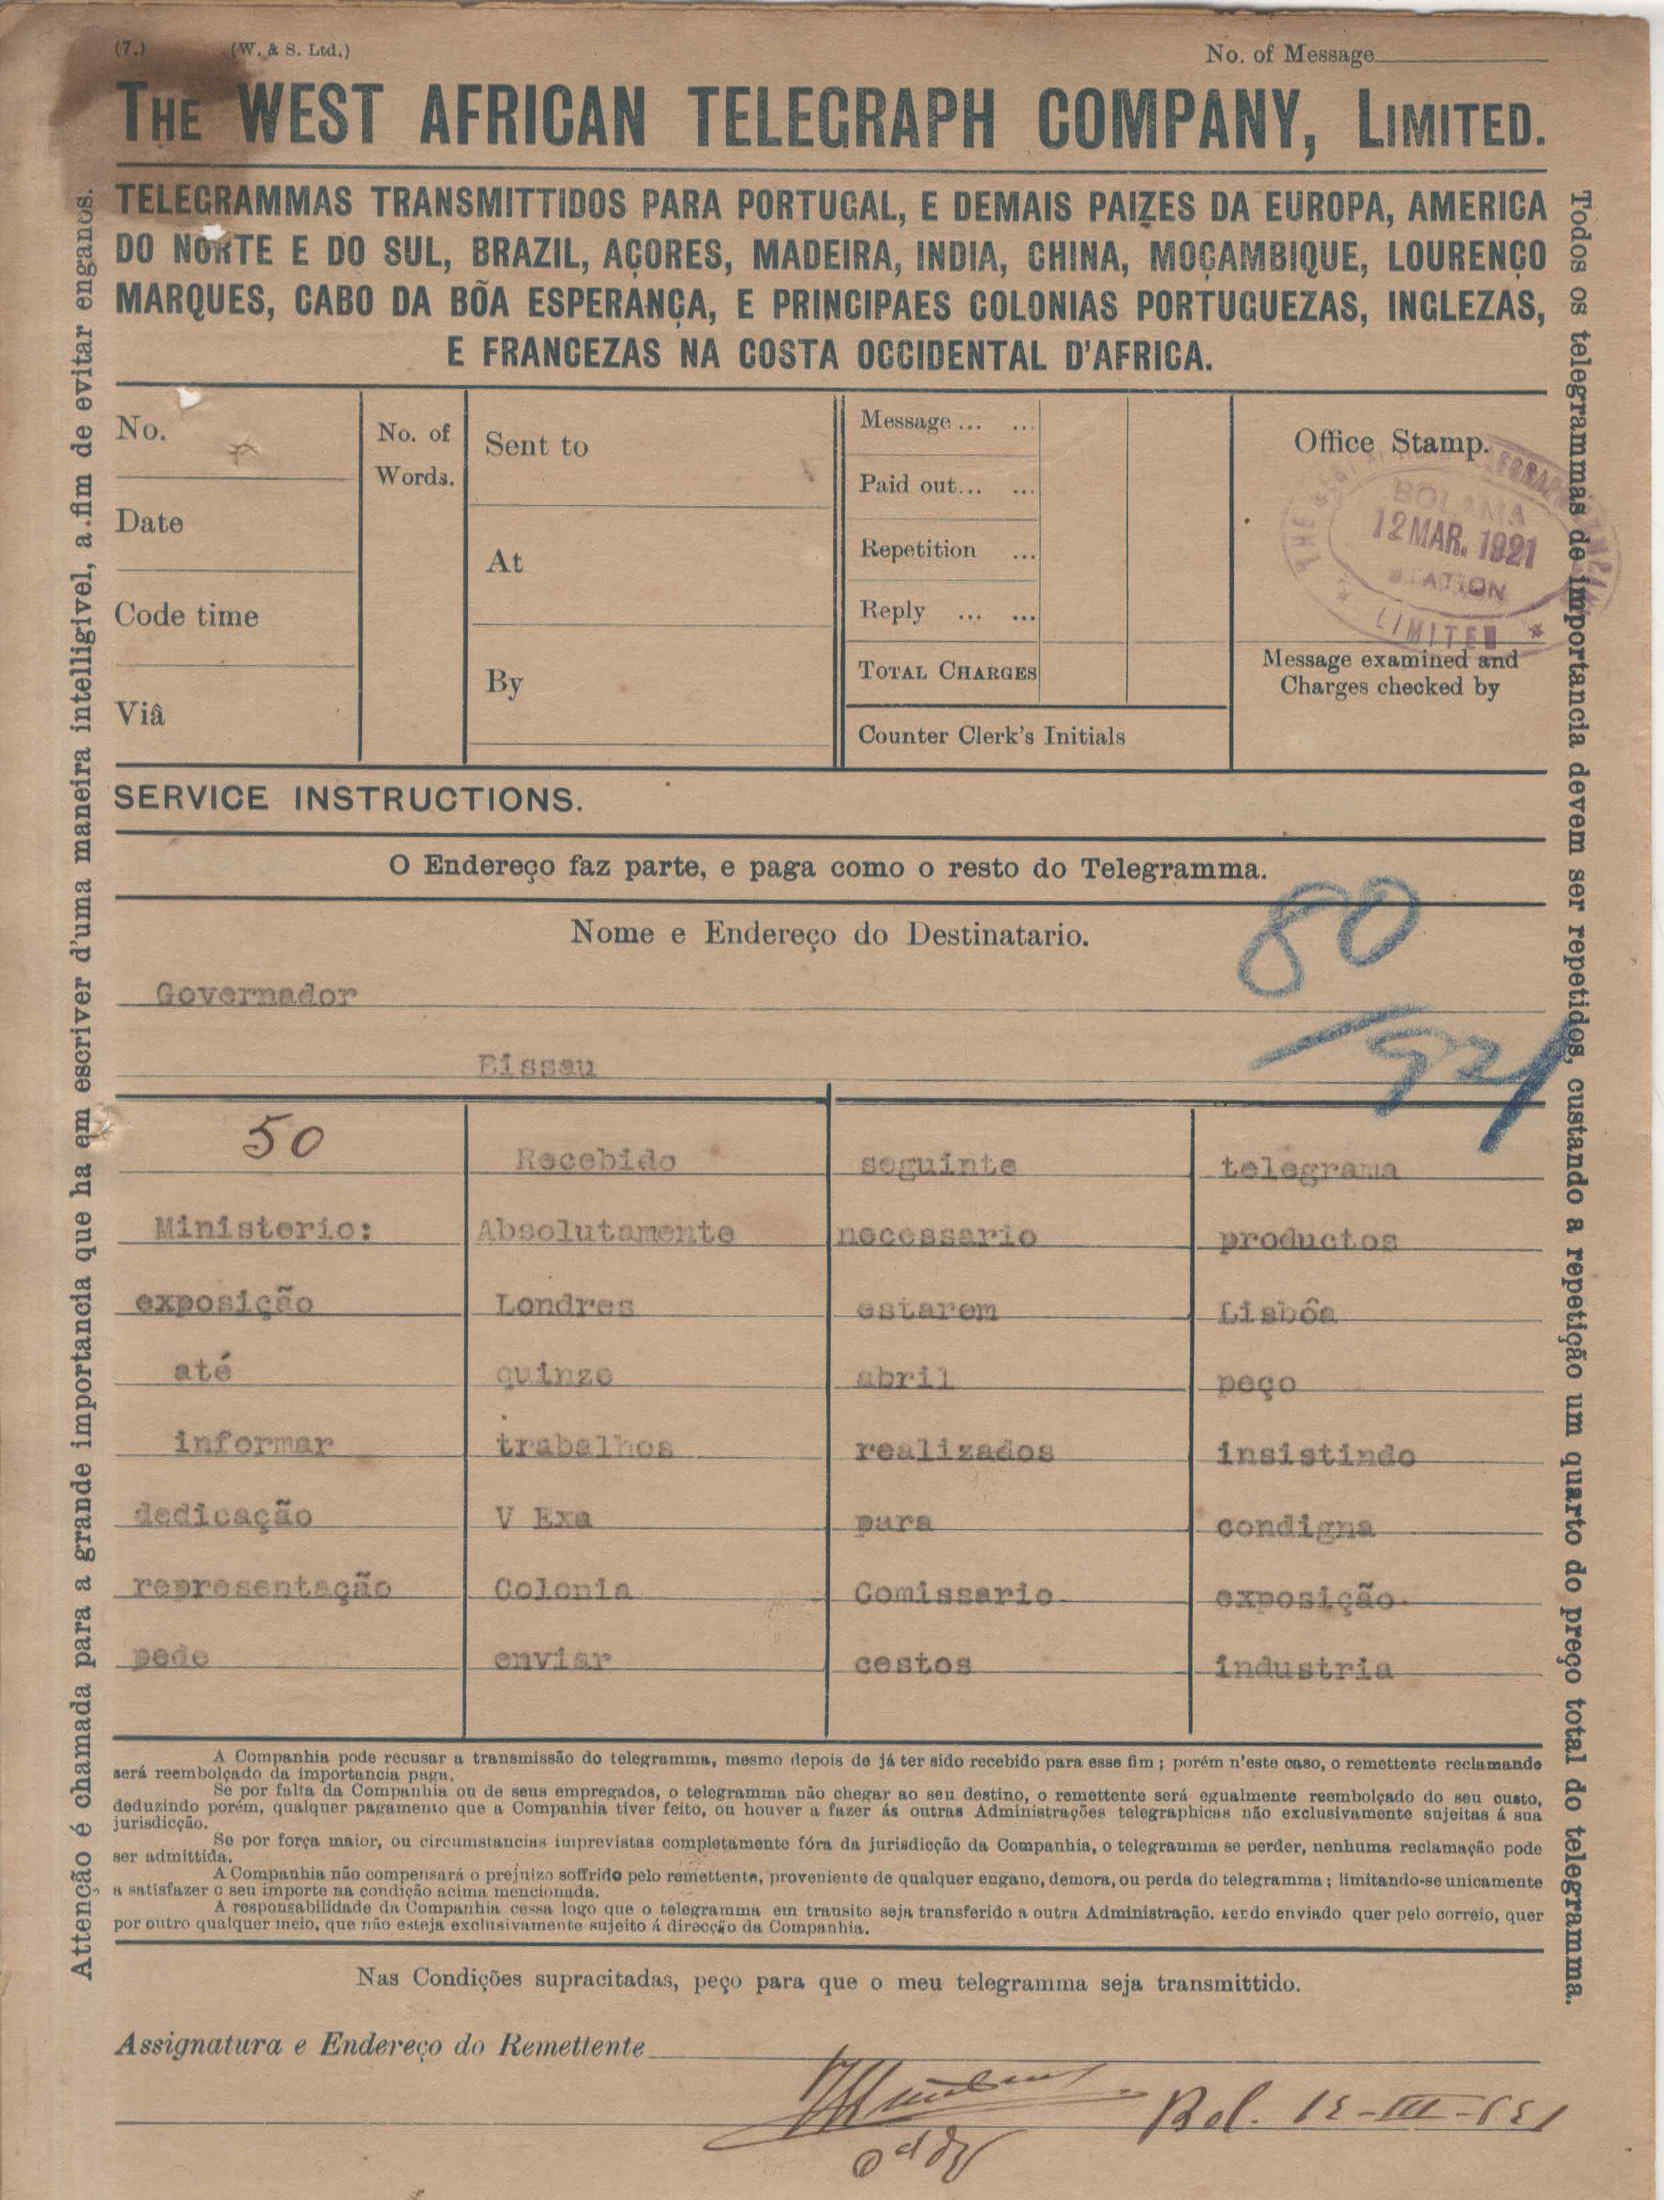 (7.) (W. & S. Ltd.) No. of Message
THE WEST AFRICAN TELEGRAPH COMPANY, LIMITED.
TELEGRAMMAS TRANSMITTIDOS PARA PORTUGAL, E DEMAIS PAIZES DA EUROPA, AMERICA
DO NORTE E DO SUL, BRAZIL, AÇORES, MADEIRA, INDIA, CHINA, MOÇAMBIQUE, LOURENÇO
MARQUES, CABO DA BÕA ESPERANÇA, E PRINCIPAES COLONIAS PORTUGUEZAS, INGLEZAS,
E FRANCEZAS NA COSTA OCCIDENTAL D'AFRICA.
No.
Date
Code time
Viâ
No. of
Words.
Sent to
At
By
Message ... ...
Paid out... ...
Repetition ...
Reply ... ...
TOTAL CHARGES
Counter Clerk's Initials
Office Stamp.
THE
BOLAMA
12 MAR. 1921
STATION
LIMITED
Message examined and
Charges checked by
SERVICE INSTRUCTIONS.
O Endereço faz parte, e paga como o resto do Telegramma.
Nome e Endereço do Destinatario.
80
/921
Governador
Bissau
50 Recebido seguinte telegrama
Ministerio: Absolutamente necessario productos
exposição Londres estarem Lisbôa
até quinze abril peço
informar trabalhos realizados insistindo
dedicação V Exa para condigna
representação Colonia Comissario exposição
pede enviar cestos industria
A Companhia pode recusar a transmissão do telegramma, mesmo depois de já ter sido recebido para esse fim; porém n'este caso, o remettente reclamando
será reembolçado da importancia paga.
Se por falta da Companhia ou de seus empregados, o telegramma não chegar ao seu destino, o remettente será egualmente reembolçado do seu custo,
deduzindo porém, qualquer pagamento que a Companhia tiver feito, ou houver a fazer ás outras Administrações telegraphicas não exclusivamente sujeitas á sua
jurisdicção.
Se por força maior, ou circumstancias imprevistas completamente fóra da jurisdicção da Companhia, o telegramma se perder, nenhuma reclamação pode
ser admittida.
A Companhia não compensará o prejuizo soffrido pelo remettente, proveniente de qualquer engano, demora, ou perda do telegramma; limitando-se unicamente
a satisfazer o seu importe na condição acima mencionada.
A responsabilidade da Companhia cessa logo que o telegramma em transito seja transferido a outra Administração, sendo enviado quer pelo correio, quer
por outro qualquer meio, que não esteja exclusivamente sujeito á direcção da Companhia.
Nas Condições supracitadas, peço para que o meu telegramma seja transmittido.
Assignatura e Endereço do Remettente
Bol. 12-III-921
Attenção é chamada para a grande importancia que ha em escriver d'uma maneira intelligivel, a.fim de evitar enganos.
Todos os telegrammas de importancia devem ser repetidos, custando a repetição um quarto do preço total do telegramma.